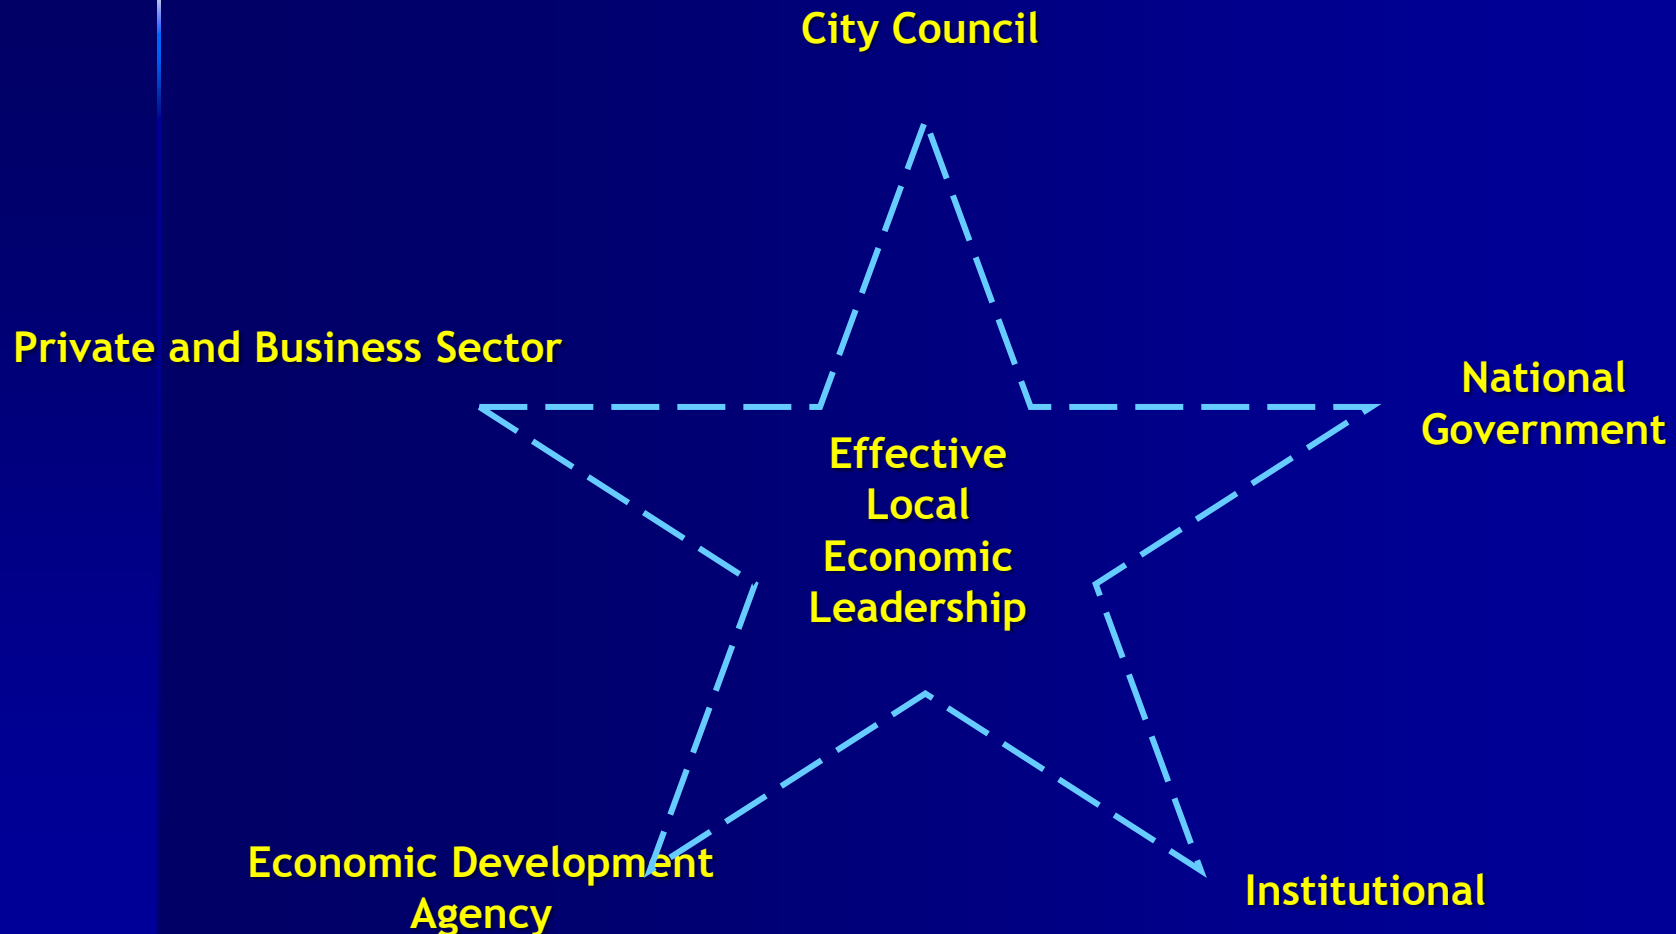 City Council
Private and Business Sector
National
Government
Effective
Local
Economic
Leadership
Economic Development
Agency
Institutional